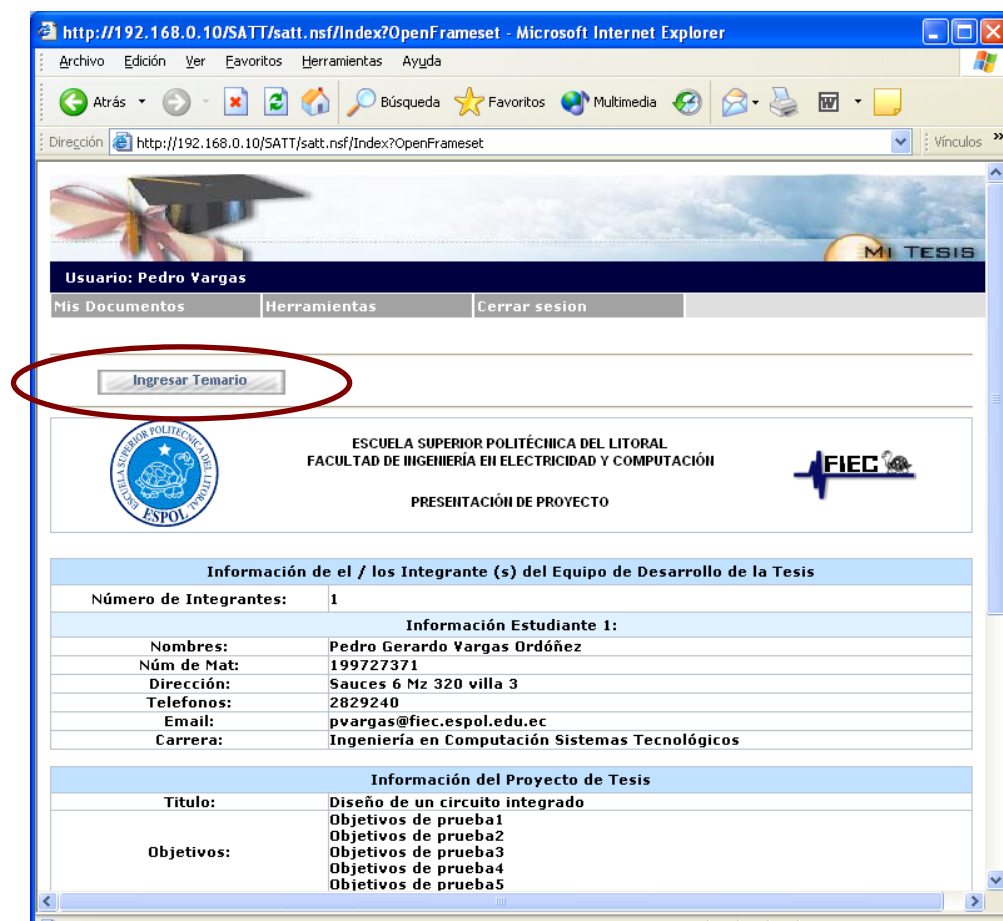 http://192.168.0.10/SATT/satt.nsf/Index?OpenFrameset - Microsoft Internet Explorer
Archivo Edición Ver Favoritos Herramientas Ayuda
Atrás Búsqueda Favoritos Multimedia
Dirección http://192.168.0.10/SATT/satt.nsf/Index?OpenFrameset Vínculos »
MI TESIS
Usuario: Pedro Vargas
Mis Documentos Herramientas Cerrar sesion
Ingresar Temario
ESCUELA SUPERIOR POLITECNICA DEL LITORAL
ESPOL
ESCUELA SUPERIOR POLITÉCNICA DEL LITORAL
FACULTAD DE INGENIERÍA EN ELECTRICIDAD Y COMPUTACIÓN
FIEC
PRESENTACIÓN DE PROYECTO
Información de el / los Integrante (s) del Equipo de Desarrollo de la Tesis
Número de Integrantes: 1
Información Estudiante 1:
Nombres: Pedro Gerardo Vargas Ordóñez
Núm de Mat: 199727371
Dirección: Sauces 6 Mz 320 villa 3
Telefonos: 2829240
Email: pvargas@fiec.espol.edu.ec
Carrera: Ingeniería en Computación Sistemas Tecnológicos
Información del Proyecto de Tesis
Titulo: Diseño de un circuito integrado
Objetivos: Objetivos de prueba1
Objetivos de prueba2
Objetivos de prueba3
Objetivos de prueba4
Objetivos de prueba5